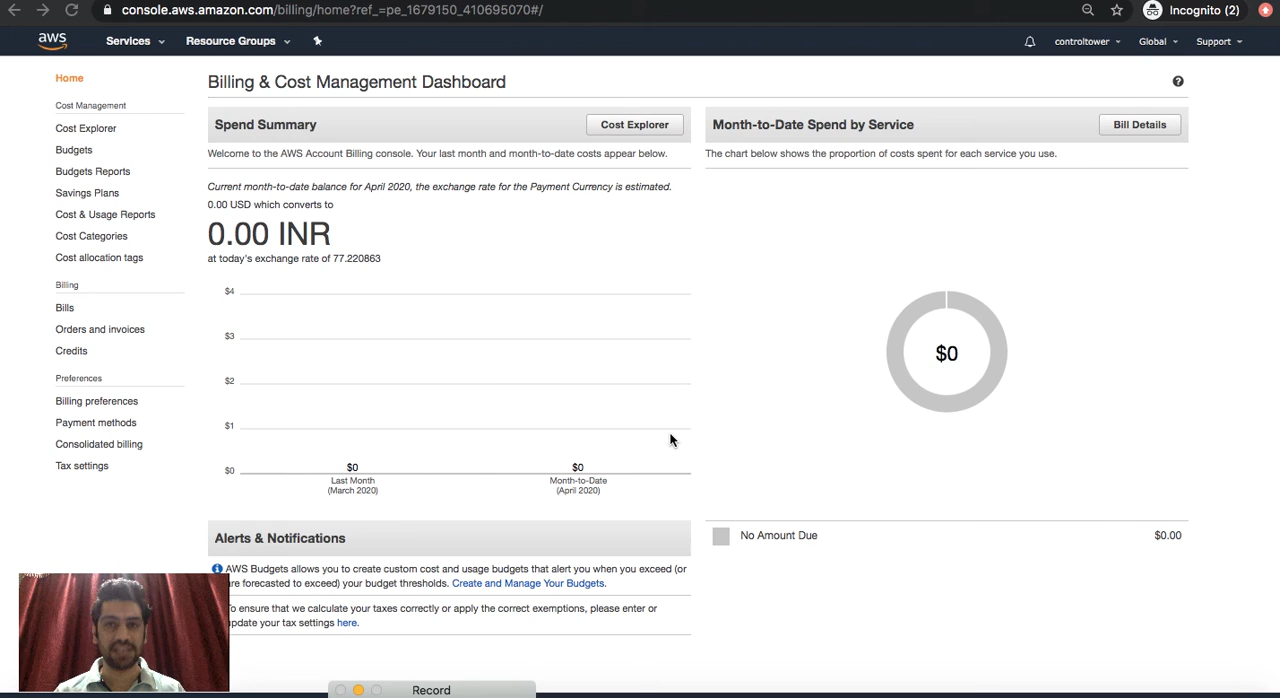 console.aws.amazon.com/billing/home?ref_=pe_1679150_410695070#/
Incognito (2)
aws
Services
Resource Groups
controltower
Global
Support
Home
Cost Management
Cost Explorer
Budgets
Budgets Reports
Savings Plans
Cost & Usage Reports
Cost Categories
Cost allocation tags
Billing
Bills
Orders and invoices
Credits
Preferences
Billing preferences
Payment methods
Consolidated billing
Tax settings
Billing & Cost Management Dashboard
?
Spend Summary
Cost Explorer
Welcome to the AWS Account Billing console. Your last month and month-to-date costs appear below.
Current month-to-date balance for April 2020, the exchange rate for the Payment Currency is estimated.
0.00 USD which converts to
0.00 INR
at today's exchange rate of 77.220863
$4
$3
$2
$1
$0
$0
$0
Last Month
(March 2020)
Month-to-Date
(April 2020)
Month-to-Date Spend by Service
Bill Details
The chart below shows the proportion of costs spent for each service you use.
$0
No Amount Due
$0.00
Alerts & Notifications
AWS Budgets allows you to create custom cost and usage budgets that alert you when you exceed (or
are forecasted to exceed) your budget thresholds. Create and Manage Your Budgets.
To ensure that we calculate your taxes correctly or apply the correct exemptions, please enter or
update your tax settings here.
Record